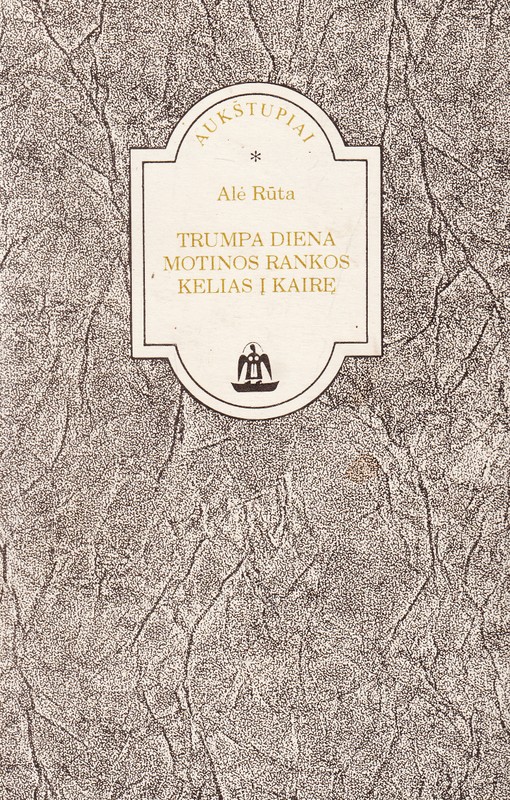 AUKŠTUPIAI
*
Alė Rūta
TRUMPA DIENA
MOTINOS RANKOS
KELIAS Į KAIRĘ